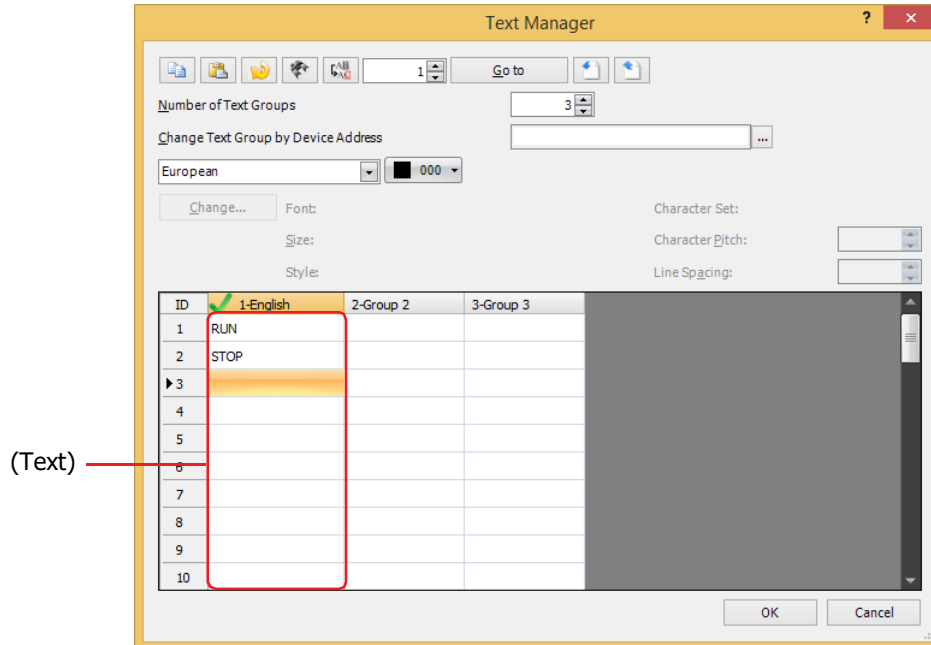 Text Manager
?
AB
AC
1
Go to
Number of Text Groups
3
Change Text Group by Device Address
...
European
000
Change...
Font:
Character Set:
Size:
Character Pitch:
Style:
Line Spacing:
ID 1-English 2-Group 2 3-Group 3
1 RUN
2 STOP
3
4
5
(Text)
6
7
8
9
10
OK
Cancel